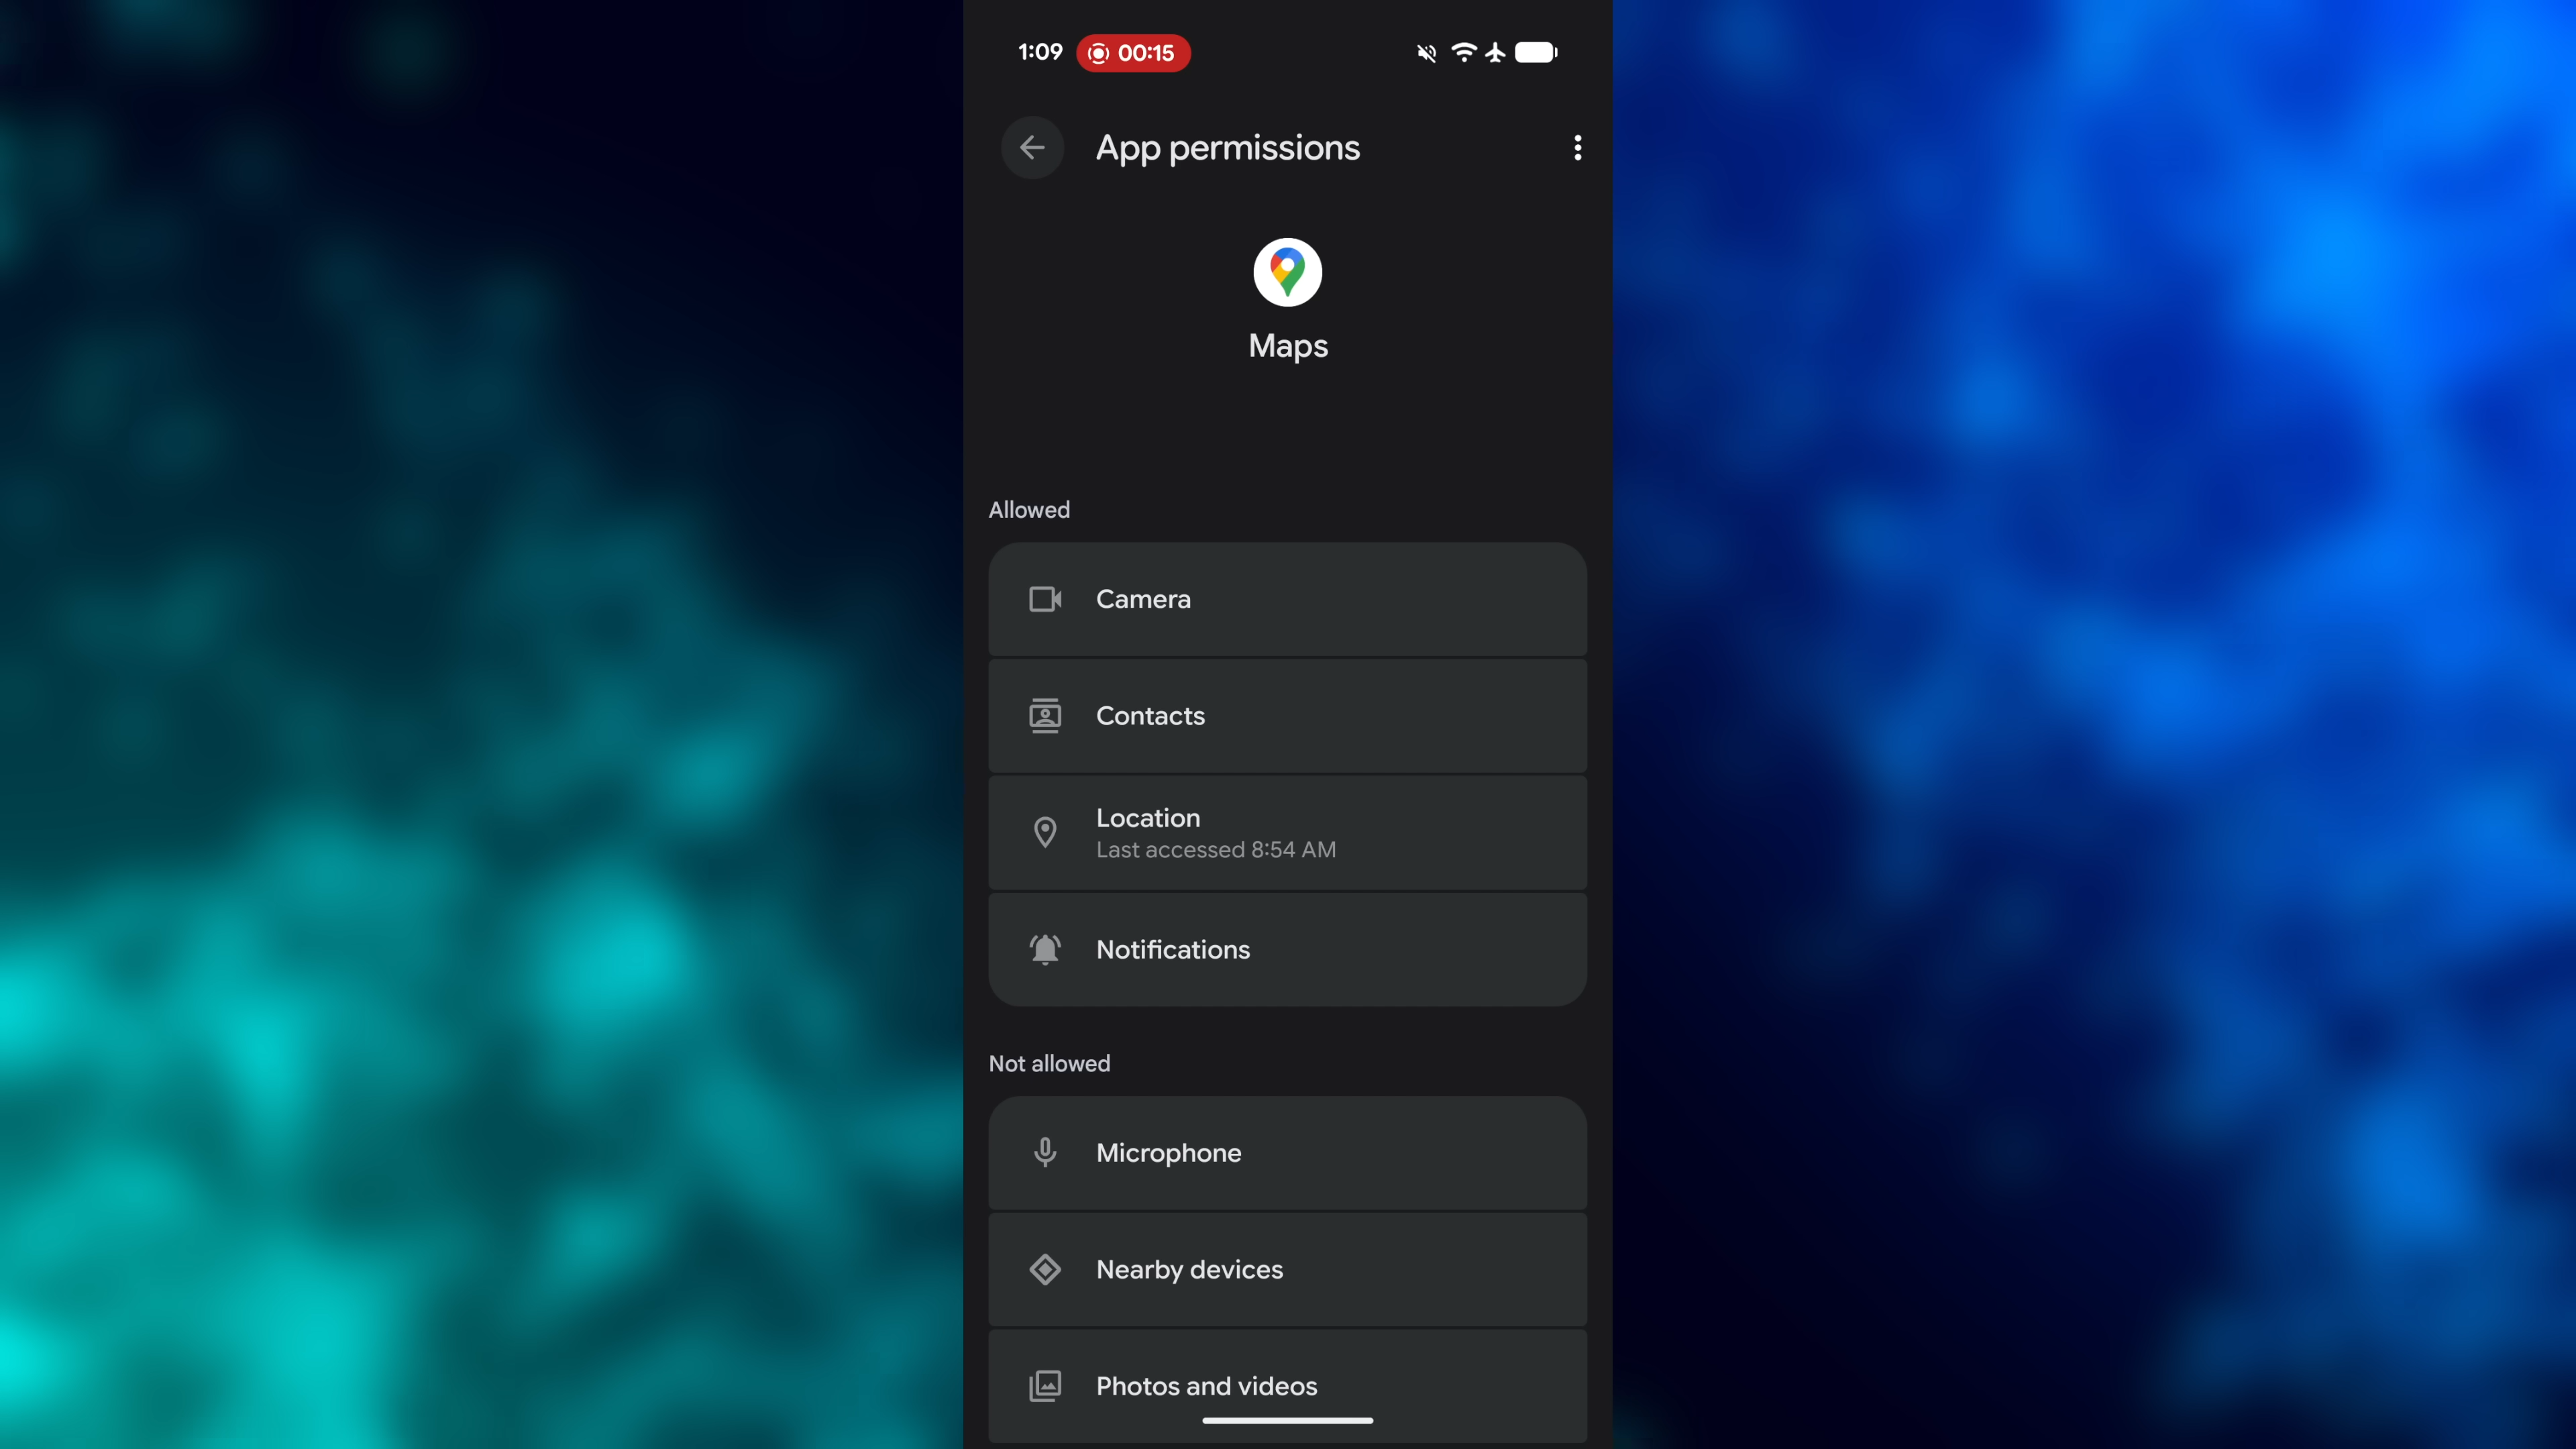 1:09 00:15
App permissions
Maps
Allowed
Camera
Contacts
Location
Last accessed 8:54 AM
Notifications
Not allowed
Microphone
Nearby devices
Photos and videos